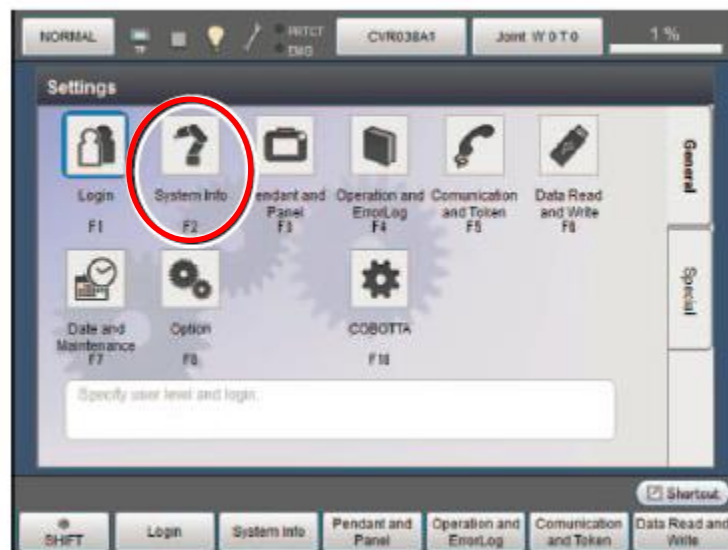 NORMAL
TP
PRTCT
EMG
CVR038A1
Joint W 0 T 0
1 %
Settings
Login
F1
System Info
F2
Pendant and
Panel
F3
Operation and
ErrorLog
F4
Comunication
and Token
F5
Data Read
and Write
F6
General
Date and
Maintenance
F7
Option
F8
COBOTTA
F10
Special
Specify user level and login.
Shortcut
SHIFT
Login
System Info
Pendant and
Panel
Operation and
ErrorLog
Comunication
and Token
Data Read and
Write